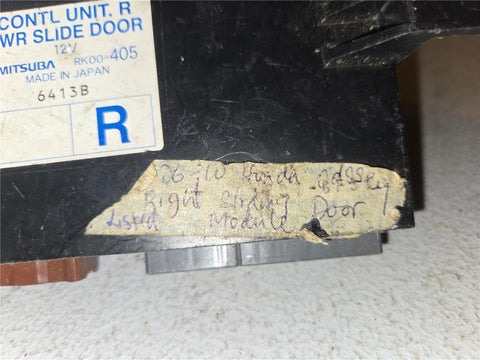 CONTL UNIT. R
WR SLIDE DOOR
12V
MITSUBA RK00-405
MADE IN JAPAN
6413B
R
06-10 Honda
Right Sliding Door
Listed Module